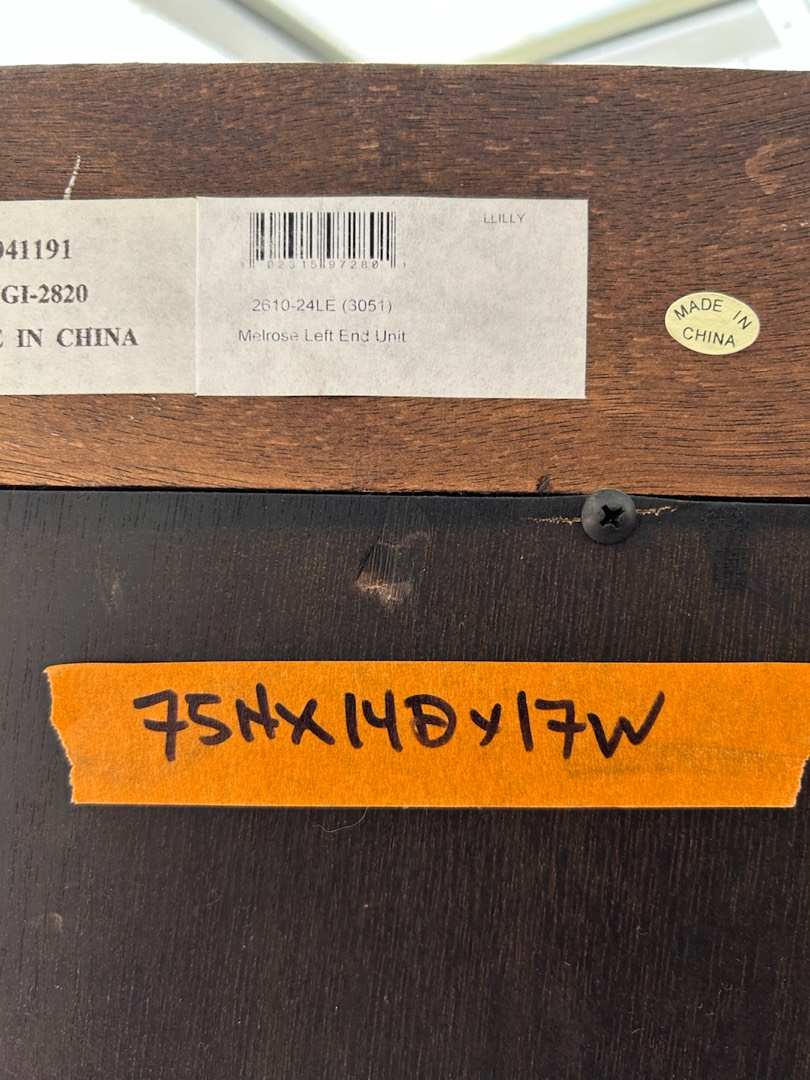 041191
GI-2820
E IN CHINA
LLILLY
02315 97280 1
2610-24LE (3051)
Melrose Left End Unit
MADE IN
CHINA
75HX14DX17W